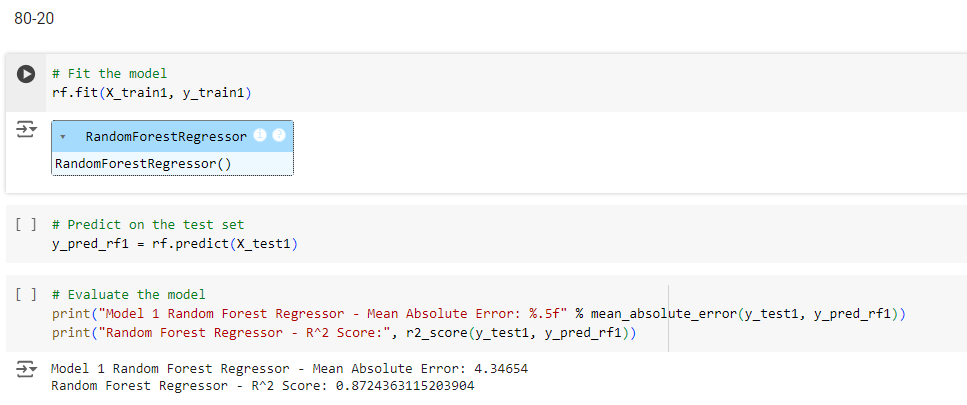 80-20
# Fit the model
rf.fit(X_train1, y_train1)
RandomForestRegressor
RandomForestRegressor()
[ ] # Predict on the test set
y_pred_rf1 = rf.predict(X_test1)
[ ] # Evaluate the model
print("Model 1 Random Forest Regressor - Mean Absolute Error: %.5f" % mean_absolute_error(y_test1, y_pred_rf1))
print("Random Forest Regressor - R^2 Score:", r2_score(y_test1, y_pred_rf1))
Model 1 Random Forest Regressor - Mean Absolute Error: 4.34654
Random Forest Regressor - R^2 Score: 0.8724363115203904